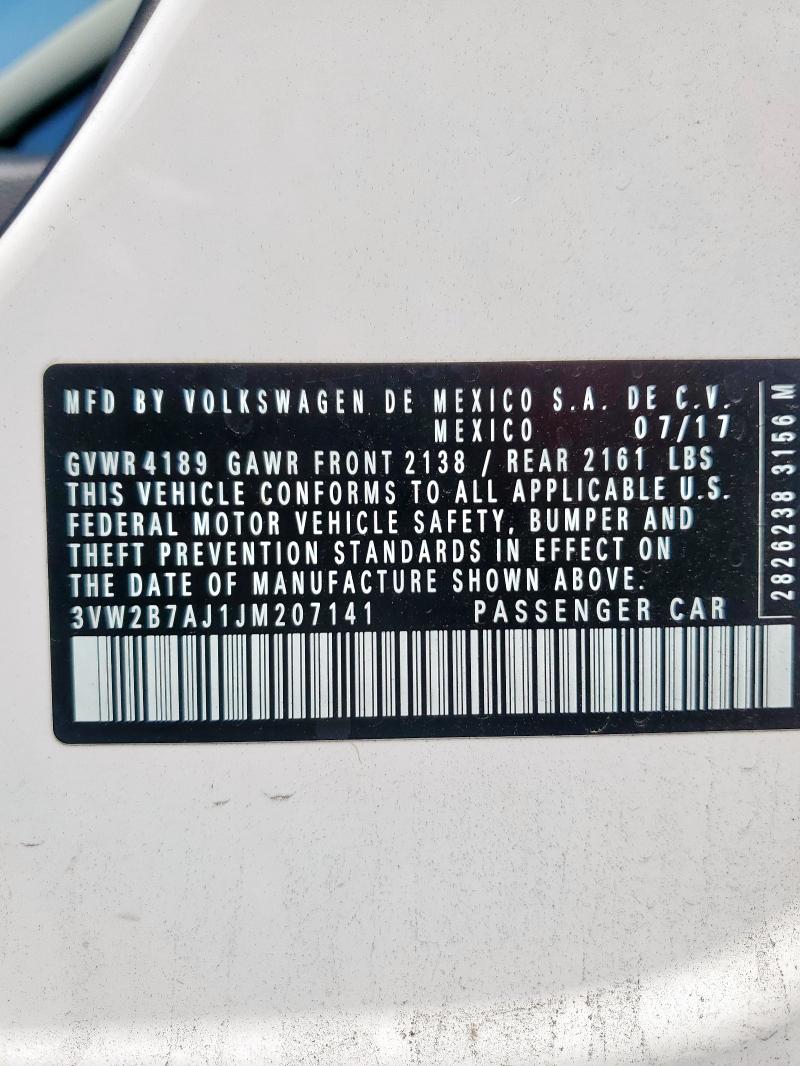 MFD BY VOLKSWAGEN DE MEXICO S.A. DE C.V.
MEXICO 07/17
GVWR 4189 GAWR FRONT 2138 / REAR 2161 LBS
THIS VEHICLE CONFORMS TO ALL APPLICABLE U.S.
FEDERAL MOTOR VEHICLE SAFETY, BUMPER AND
THEFT PREVENTION STANDARDS IN EFFECT ON
THE DATE OF MANUFACTURE SHOWN ABOVE.
3VW2B7AJ1JM207141 PASSENGER CAR
2826238 3156 M